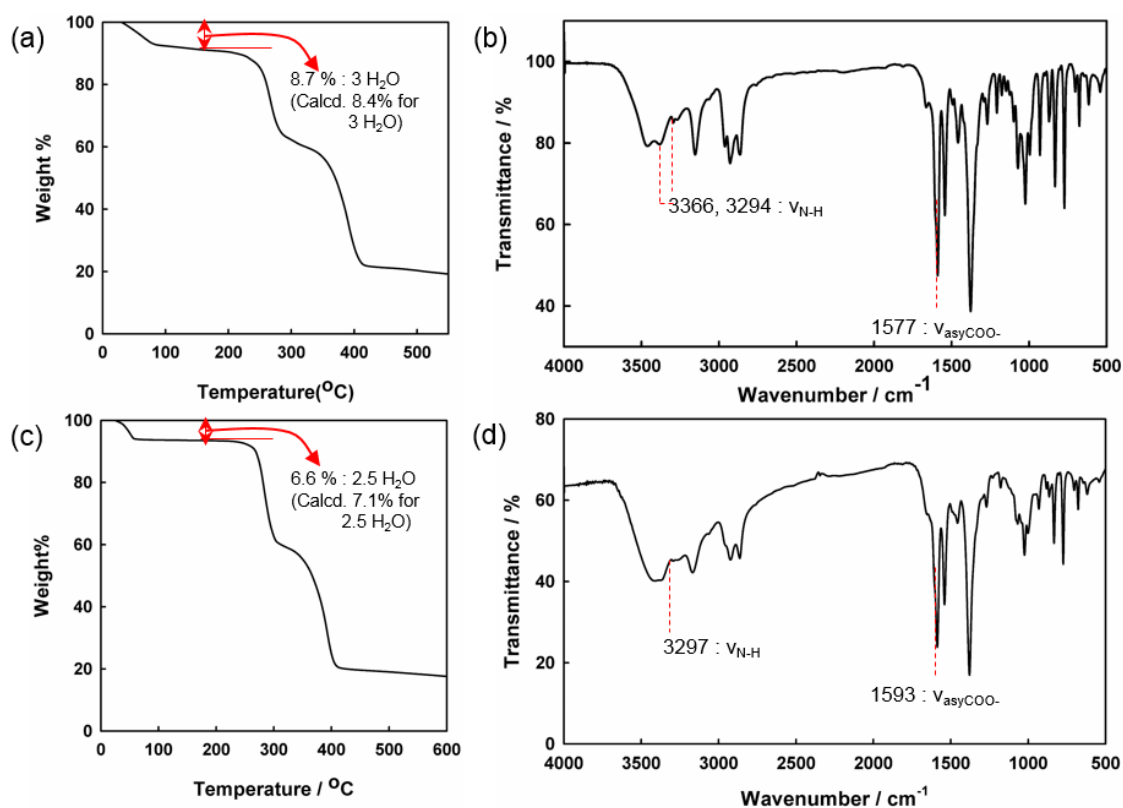 (a)
100
80
60
40
20
0
Weight %
8.7 % : 3 H₂O
(Calcd. 8.4% for
3 H₂O)
0 100 200 300 400 500
Temperature(ºC)
(b)
100
80
60
40
Transmittance / %
3366, 3294 : νN-H
1577 : νasyCOO-
4000 3500 3000 2500 2000 1500 1000 500
Wavenumber / cm⁻¹
(c)
100
80
60
40
20
0
Weight%
6.6 % : 2.5 H₂O
(Calcd. 7.1% for
2.5 H₂O)
0 100 200 300 400 500 600
Temperature / ºC
(d)
80
60
40
20
0
Transmittance / %
3297 : νN-H
1593 : νasyCOO-
4000 3500 3000 2500 2000 1500 1000 500
Wavenumber / cm⁻¹